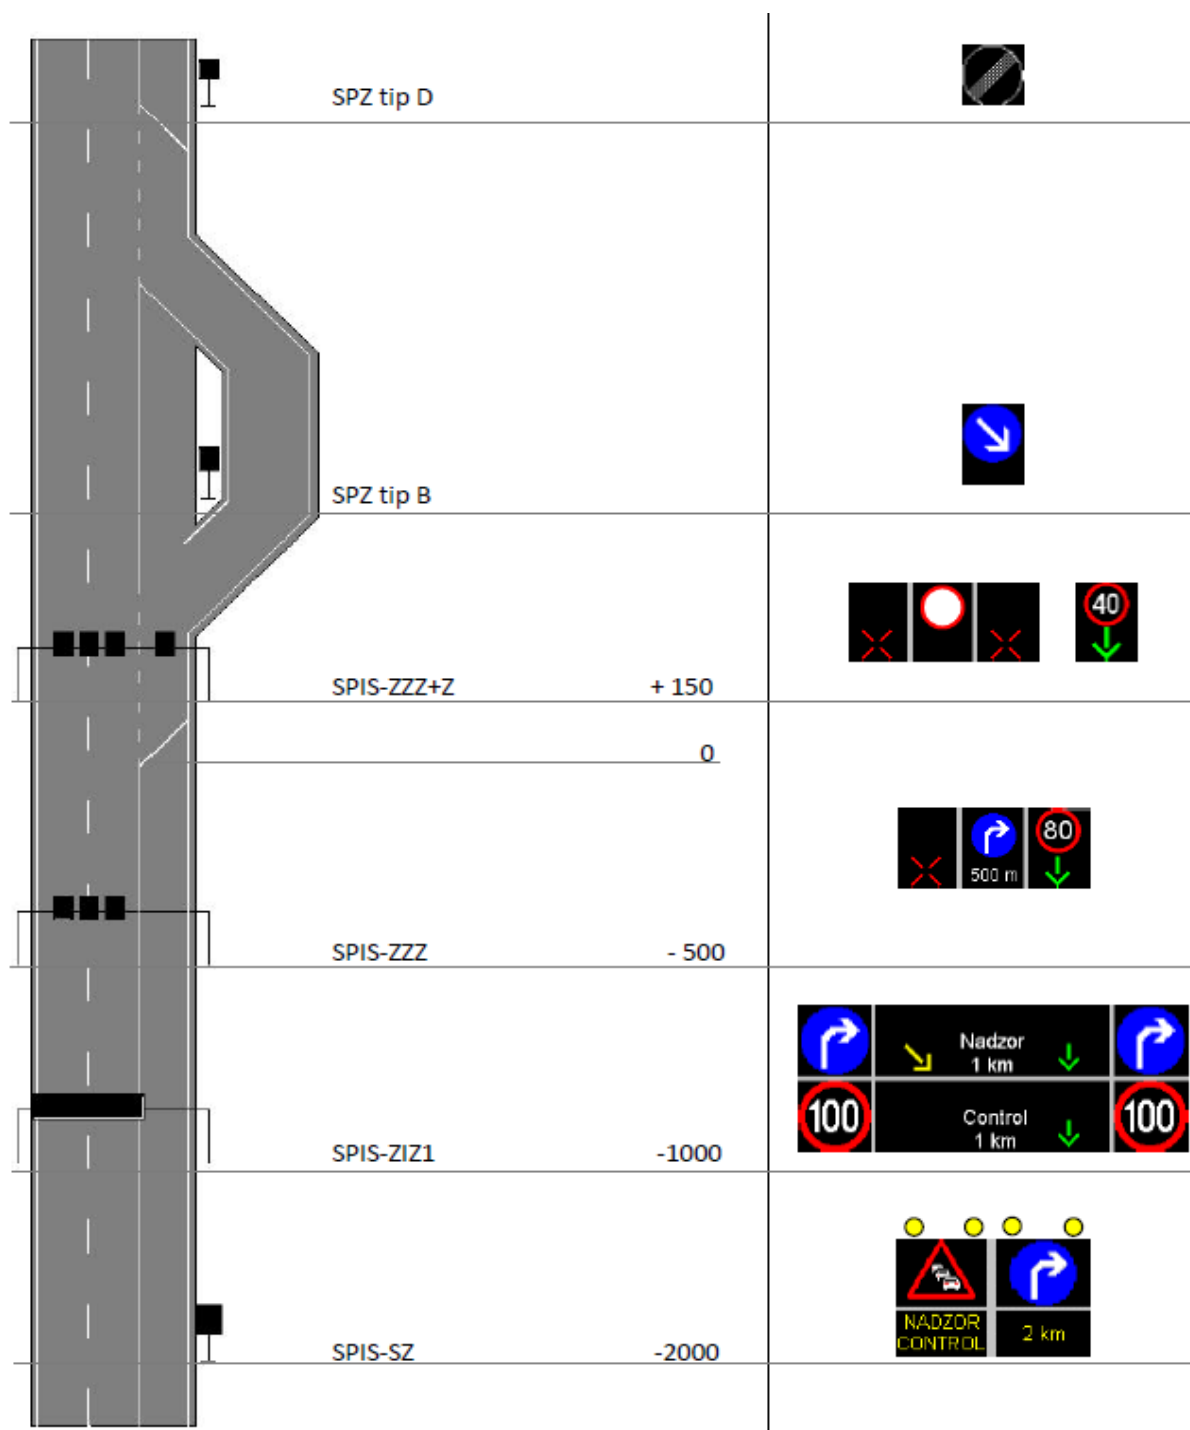 SPZ tip D
SPZ tip B
40
SPIS-ZZZ+Z + 150
0
80
500 m
SPIS-ZZZ - 500
Nadzor
1 km
100 100
Control
1 km
SPIS-ZIZ1 -1000
NADZOR
CONTROL
2 km
SPIS-SZ -2000